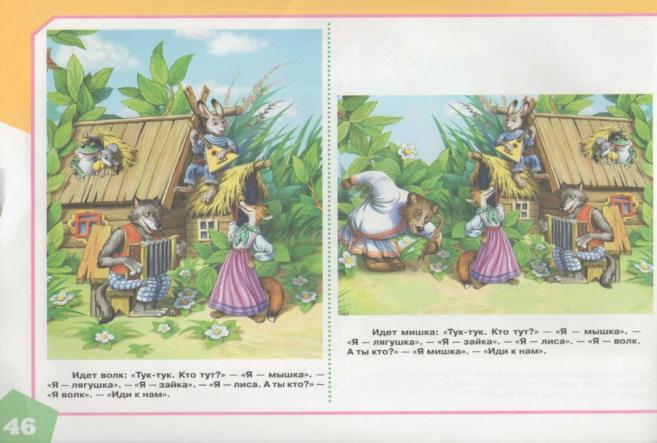 Идет волк: «Тук-тук. Кто тут?» — «Я — мышка». —
«Я — лягушка». — «Я — зайка». — «Я — лиса. А ты кто?» —
«Я волк». — «Иди к нам».
Идет мишка: «Тук-тук. Кто тут?» — «Я — мышка». —
«Я — лягушка», — «Я — зайка». — «Я — лиса». — «Я — волк.
А ты кто?» — «Я мишка». — «Иди к нам».
46